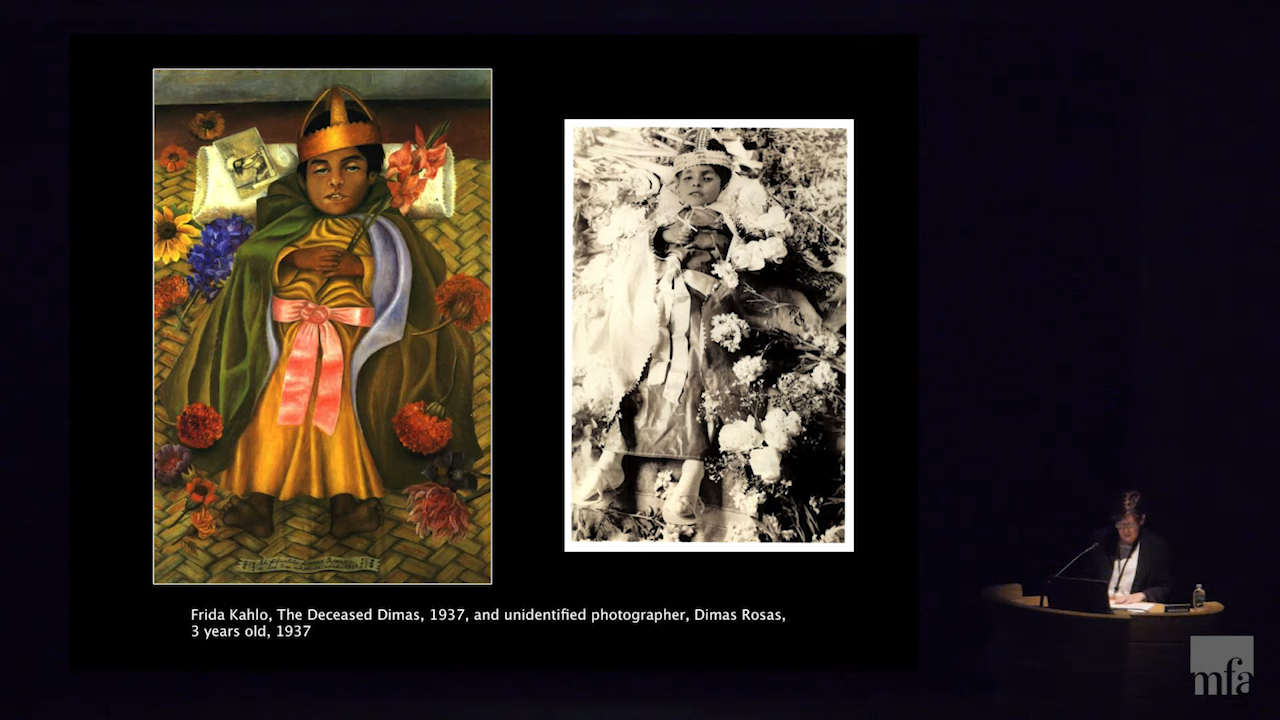 Frida Kahlo, The Deceased Dimas, 1937, and unidentified photographer, Dimas Rosas,
3 years old, 1937
mfa